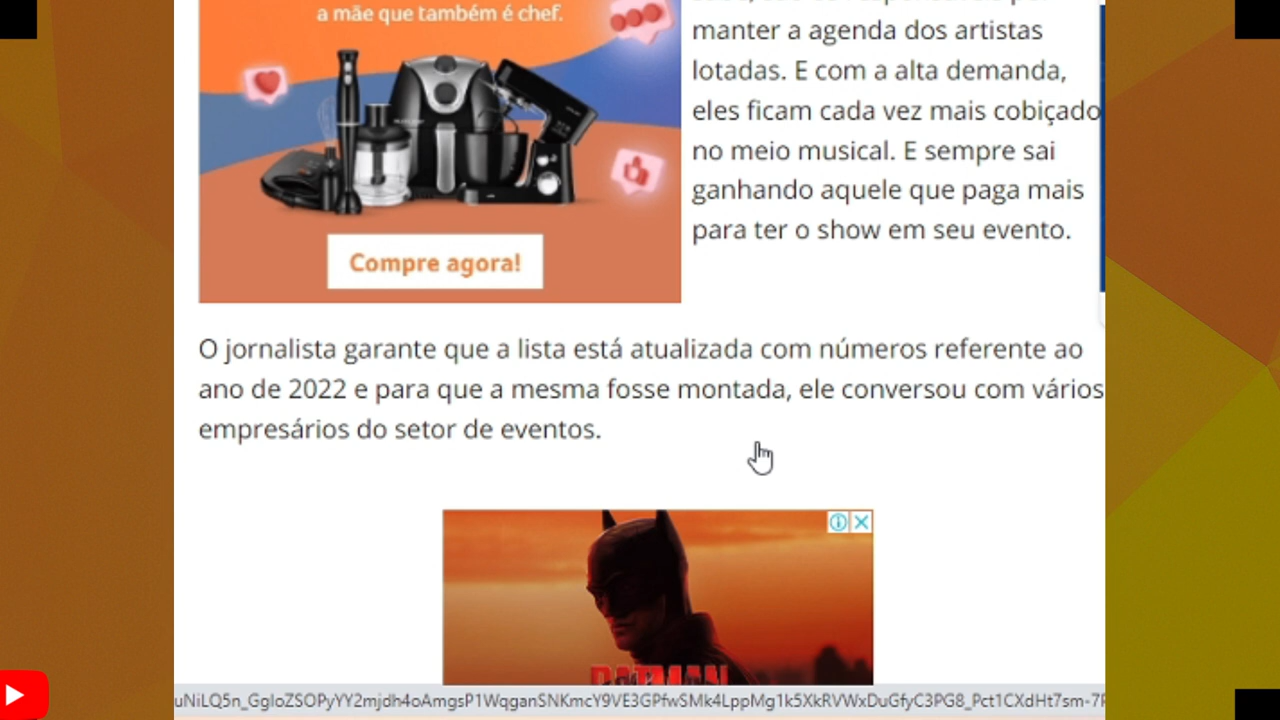 a mãe que também é chef.
Compre agora!
manter a agenda dos artistas
lotadas. E com a alta demanda,
eles ficam cada vez mais cobiçado
no meio musical. E sempre sai
ganhando aquele que paga mais
para ter o show em seu evento.
O jornalista garante que a lista está atualizada com números referente ao
ano de 2022 e para que a mesma fosse montada, ele conversou com vários
empresários do setor de eventos.
BATMAN